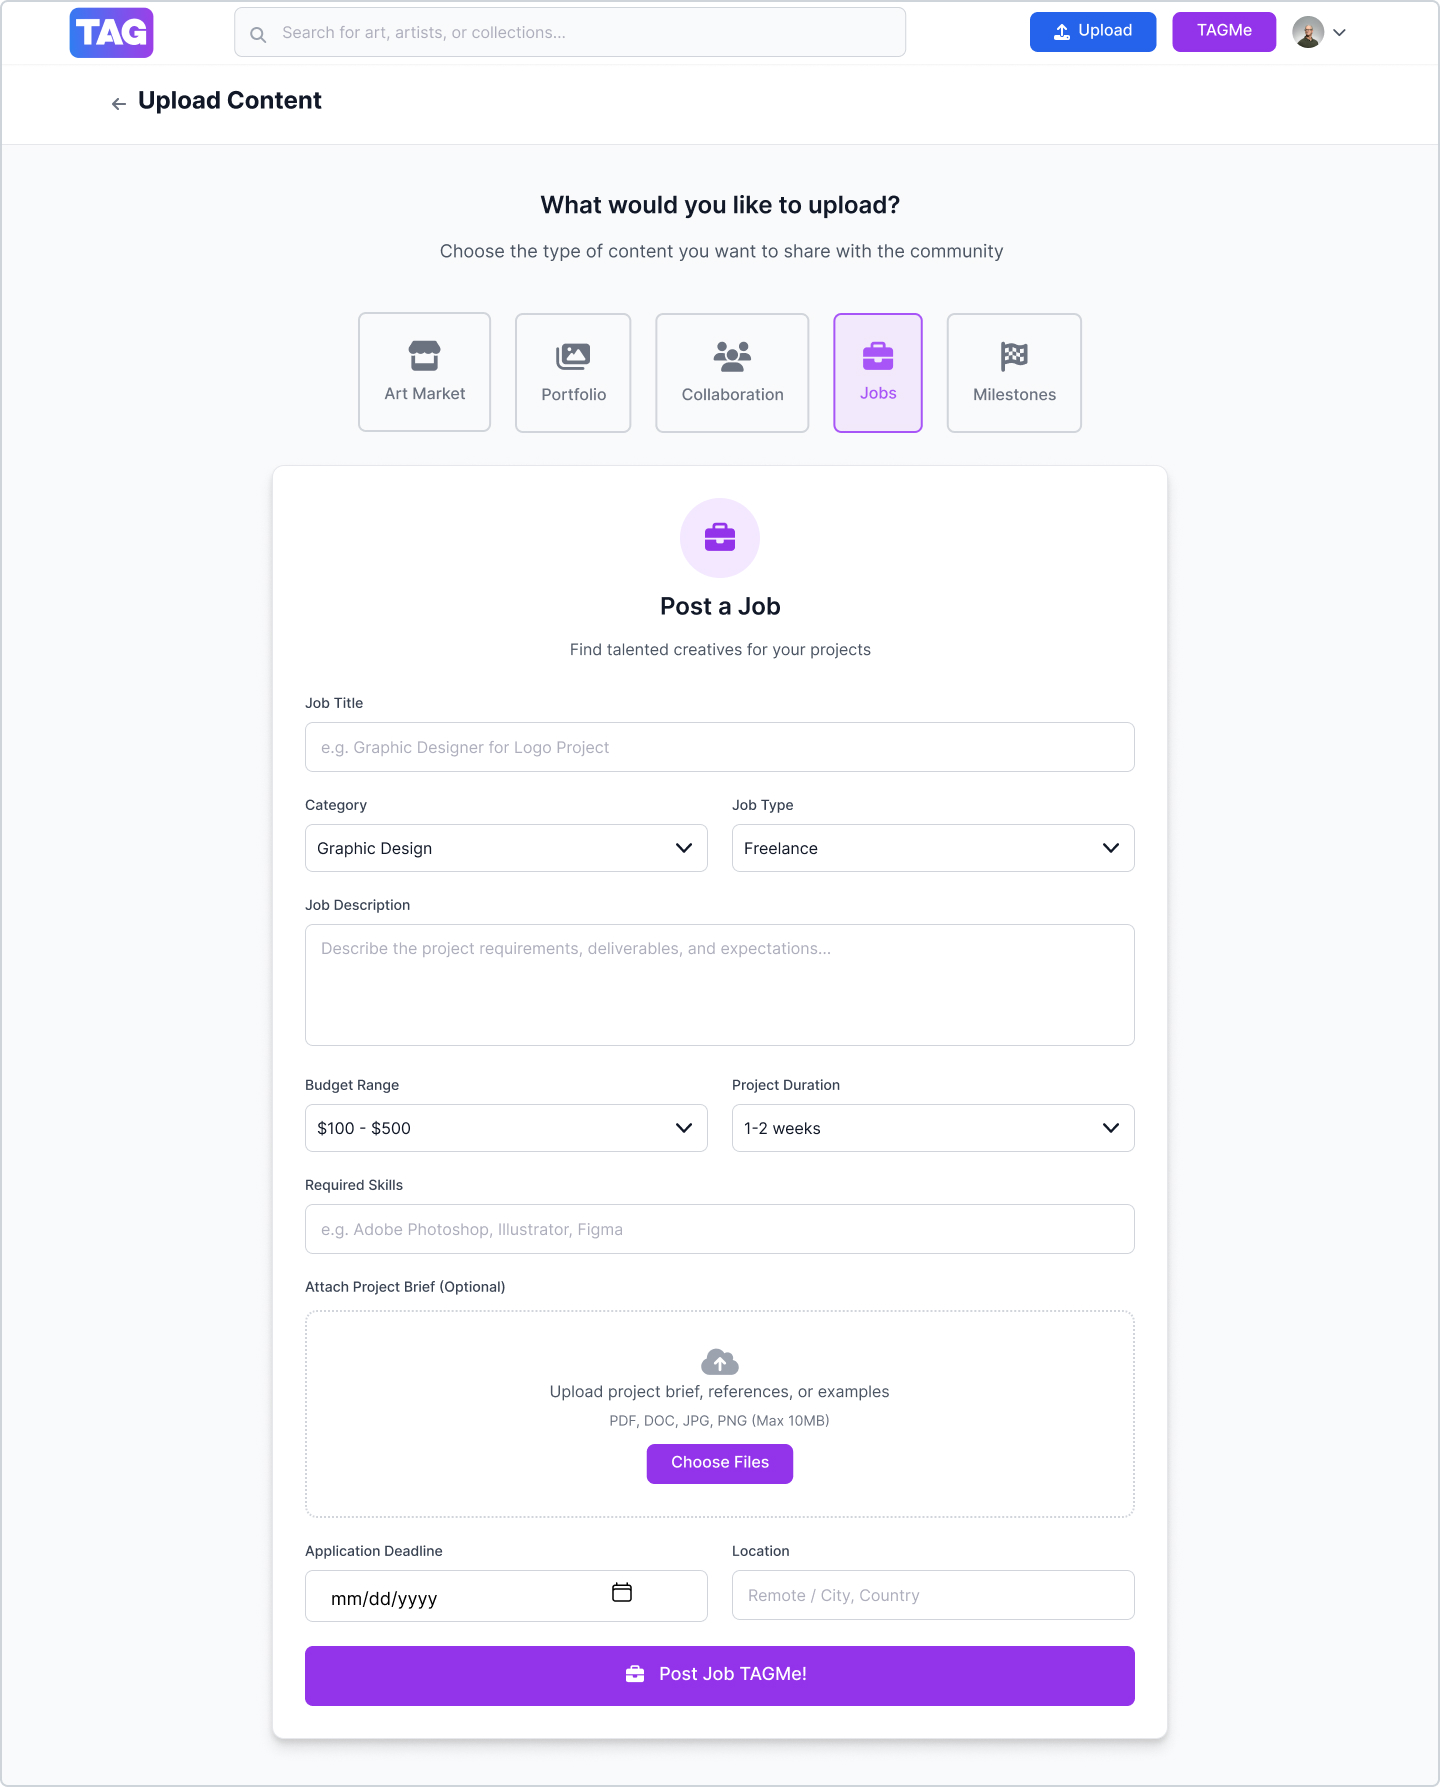 TAG
Search for art, artists, or collections...
Upload
TAGMe
Upload Content
What would you like to upload?
Choose the type of content you want to share with the community
Art Market
Portfolio
Collaboration
Jobs
Milestones
Post a Job
Find talented creatives for your projects
Job Title
e.g. Graphic Designer for Logo Project
Category
Job Type
Graphic Design
Freelance
Job Description
Describe the project requirements, deliverables, and expectations...
Budget Range
Project Duration
$100 - $500
1-2 weeks
Required Skills
e.g. Adobe Photoshop, Illustrator, Figma
Attach Project Brief (Optional)
Upload project brief, references, or examples
PDF, DOC, JPG, PNG (Max 10MB)
Choose Files
Application Deadline
Location
mm/dd/yyyy
Remote / City, Country
Post Job TAGMe!